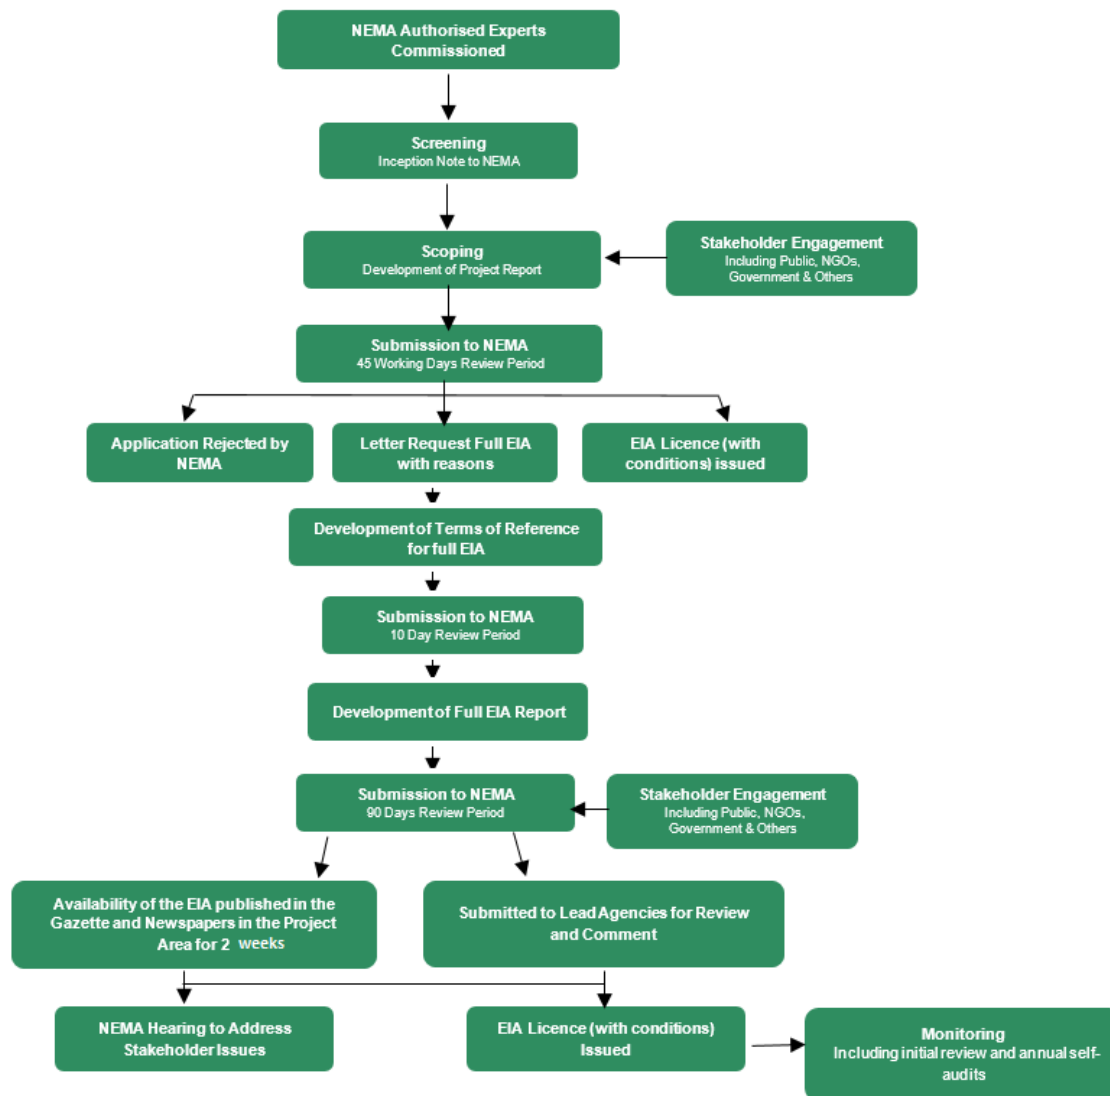 NEMA Authorised Experts
Commissioned
Screening
Inception Note to NEMA
Scoping
Development of Project Report
Stakeholder Engagement
Including Public, NGOs,
Government & Others
Submission to NEMA
45 Working Days Review Period
Application Rejected by
NEMA
Letter Request Full EIA
with reasons
EIA Licence (with
conditions) issued
Development of Terms of Reference
for full EIA
Submission to NEMA
10 Day Review Period
Development of Full EIA Report
Submission to NEMA
90 Days Review Period
Stakeholder Engagement
Including Public, NGOs,
Government & Others
Availability of the EIA published in the
Gazette and Newspapers in the Project
Area for 2 weeks
Submitted to Lead Agencies for Review
and Comment
NEMA Hearing to Address
Stakeholder Issues
EIA Licence (with conditions)
Issued
Monitoring
Including initial review and annual self-
audits